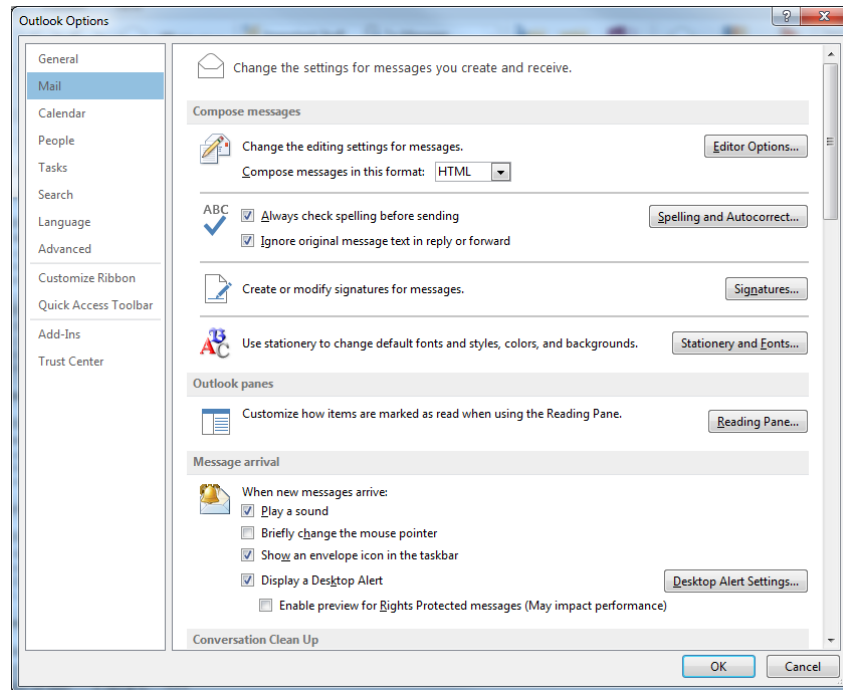 Outlook Options
General
Mail
Calendar
People
Tasks
Search
Language
Advanced
Customize Ribbon
Quick Access Toolbar
Add-Ins
Trust Center
Change the settings for messages you create and receive.
Compose messages
Change the editing settings for messages.
Editor Options...
Compose messages in this format: HTML
ABC
Always check spelling before sending
Spelling and Autocorrect...
Ignore original message text in reply or forward
Create or modify signatures for messages.
Signatures...
Use stationery to change default fonts and styles, colors, and backgrounds.
Stationery and Fonts...
Outlook panes
Customize how items are marked as read when using the Reading Pane.
Reading Pane...
Message arrival
When new messages arrive:
Play a sound
Briefly change the mouse pointer
Show an envelope icon in the taskbar
Display a Desktop Alert
Desktop Alert Settings...
Enable preview for Rights Protected messages (May impact performance)
Conversation Clean Up
OK
Cancel